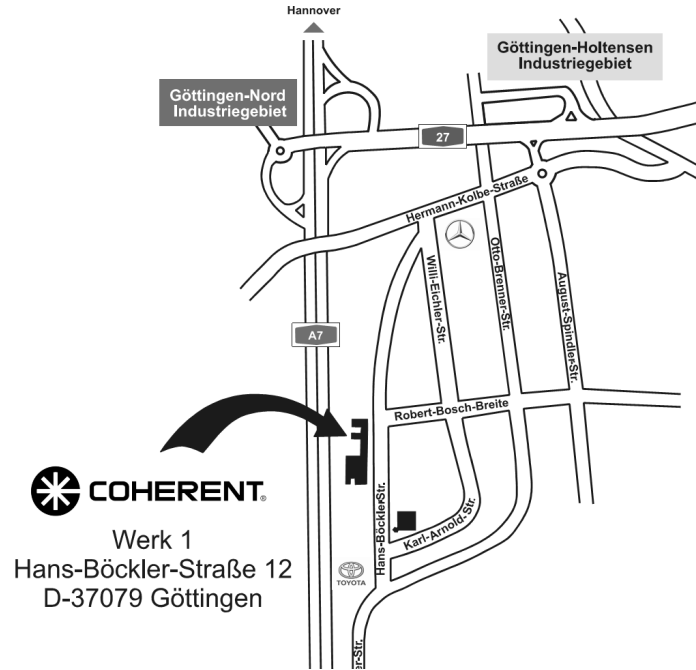 Hannover
Göttingen-Nord
Industriegebiet
Göttingen-Holtensen
Industriegebiet
27
Hermann-Kolbe-Straße
Willi-Eichler-Str.
Otto-Brenner-Str.
August-Spindler-Str.
A7
Robert-Bosch-Breite
COHERENT®
Werk 1
Hans-Böckler-Straße 12
D-37079 Göttingen
Hans-BöcklerStr.
Karl-Arnold-Str.
TOYOTA
er-Str.